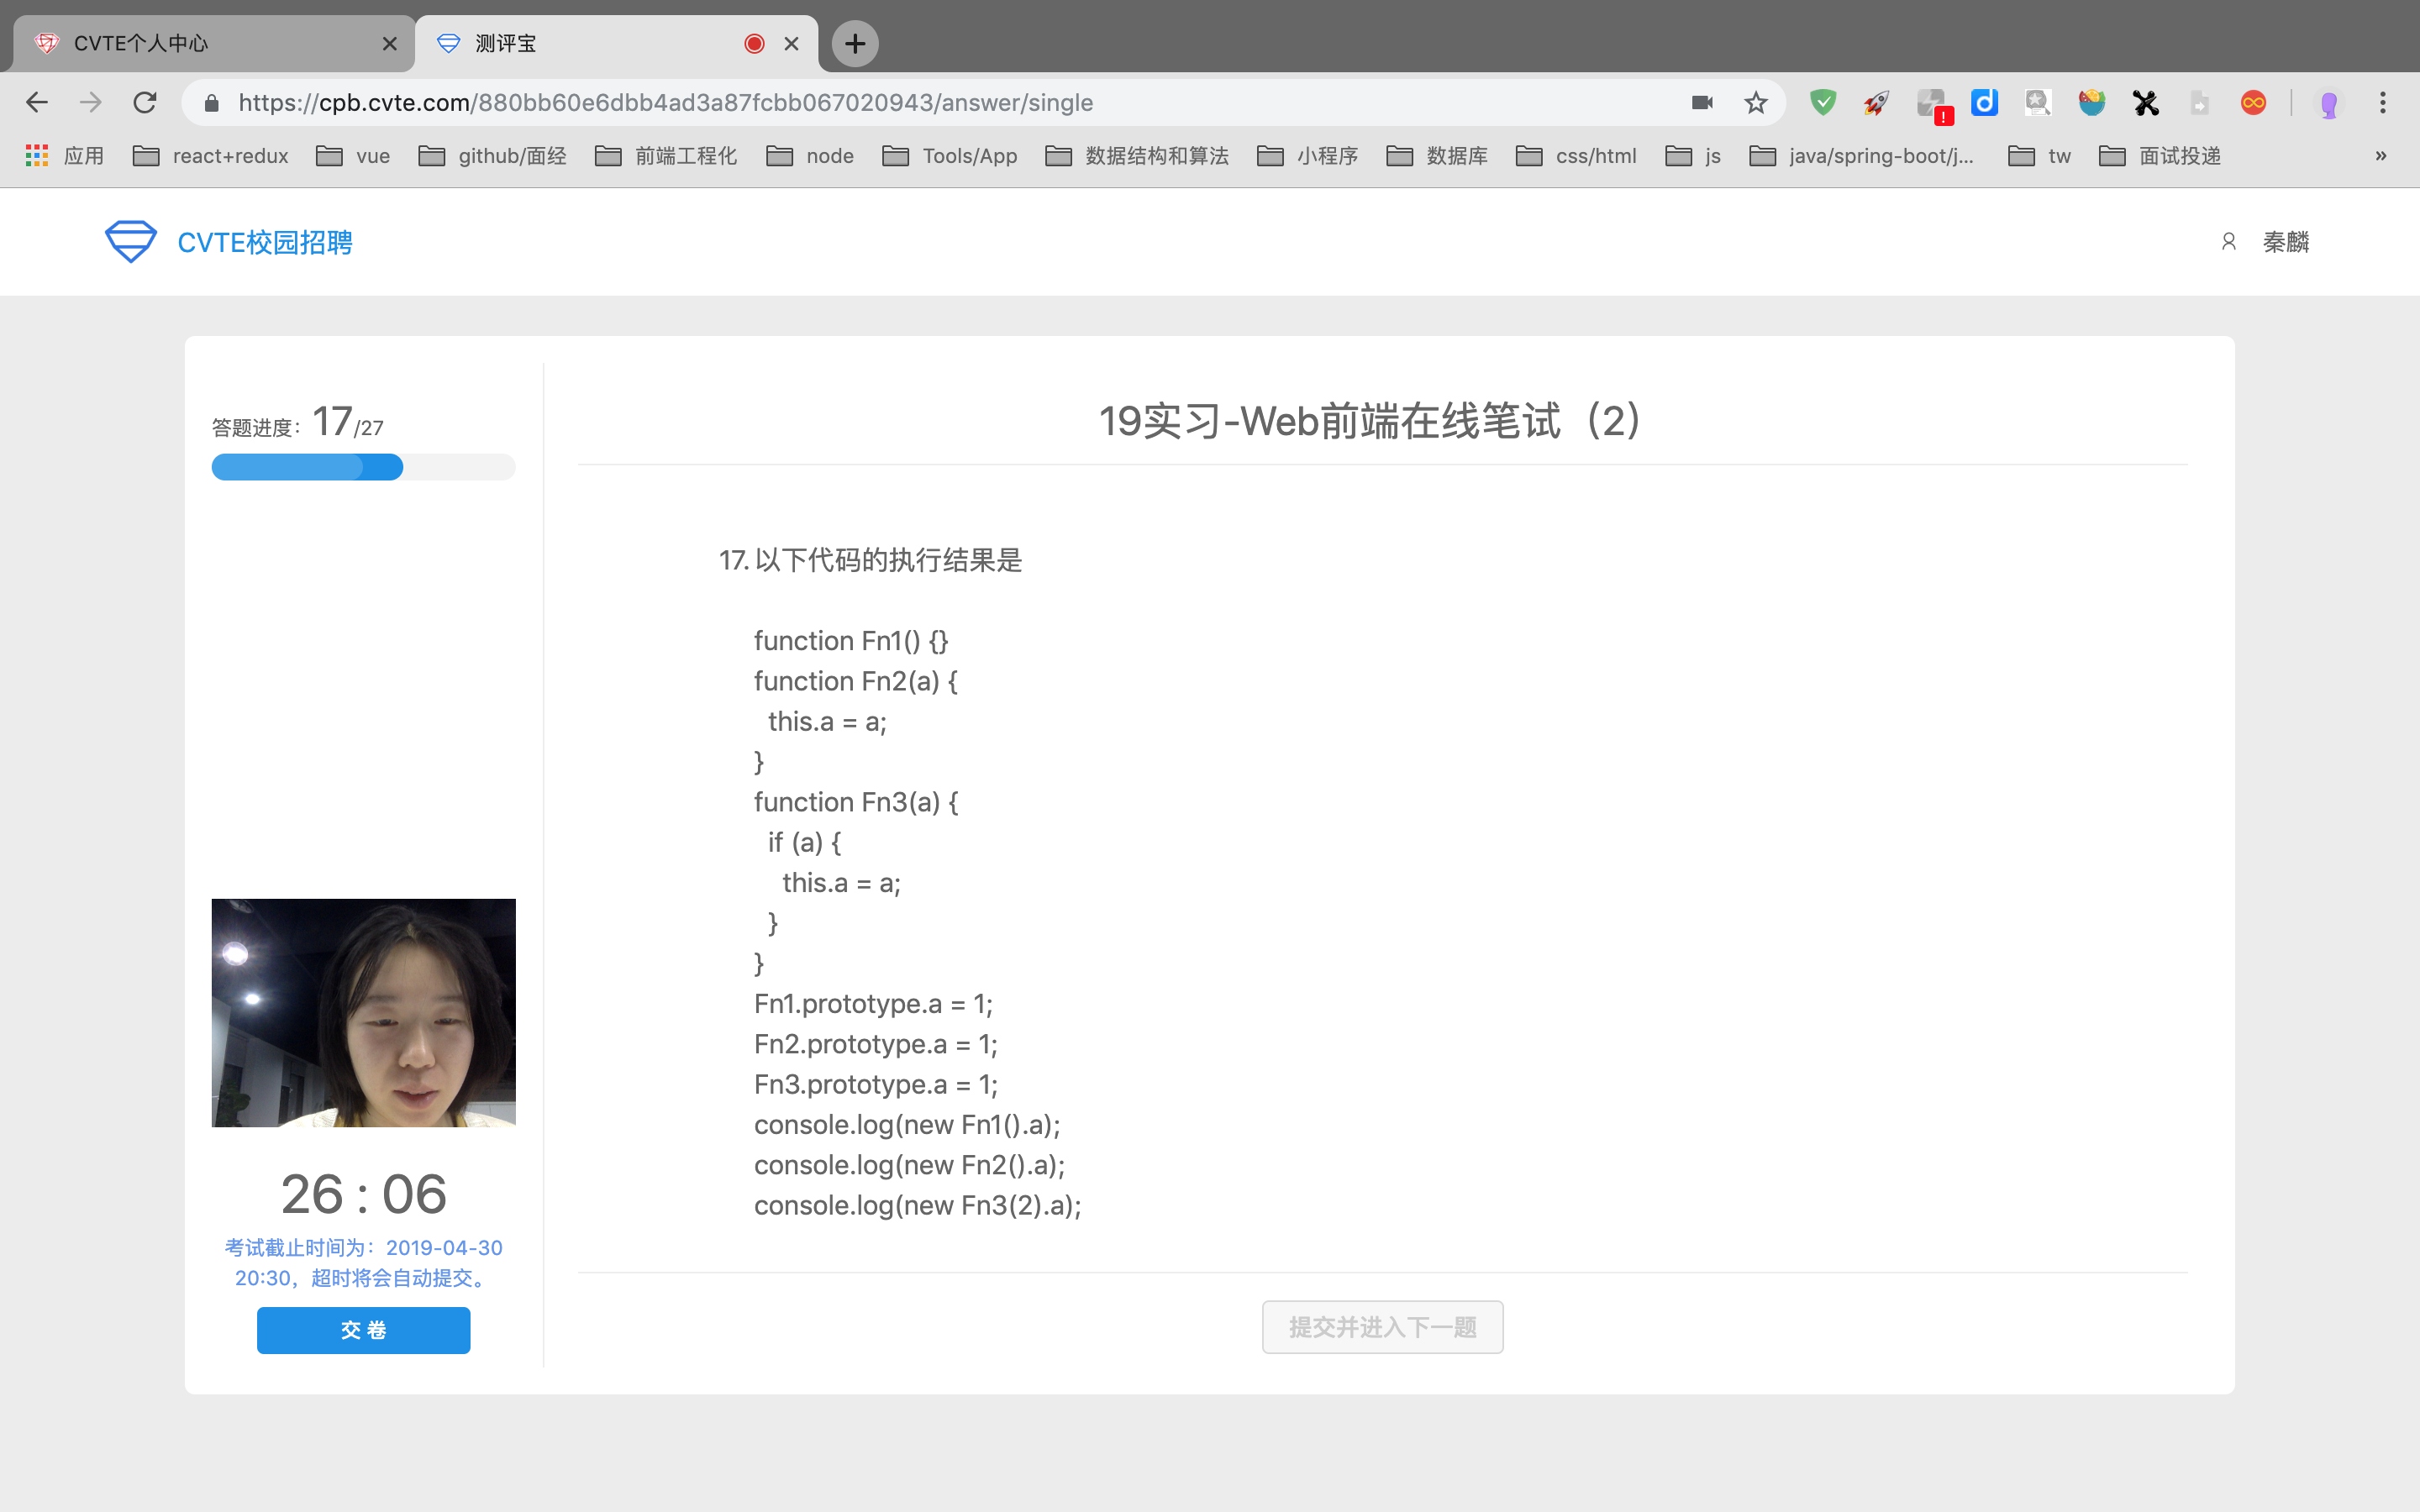 CVTE个人中心
测评宝
https://cpb.cvte.com/880bb60e6dbb4ad3a87fcbb067020943/answer/single
应用 react+redux vue github/面经 前端工程化 node Tools/App 数据结构和算法 小程序 数据库 css/html js java/spring-boot/j... tw 面试投递 »
CVTE校园招聘
秦麟
答题进度：17/27
19实习-Web前端在线笔试（2）
17. 以下代码的执行结果是
function Fn1() {}
function Fn2(a) {
this.a = a;
}
function Fn3(a) {
if (a) {
this.a = a;
}
}
Fn1.prototype.a = 1;
Fn2.prototype.a = 1;
Fn3.prototype.a = 1;
console.log(new Fn1().a);
console.log(new Fn2().a);
console.log(new Fn3(2).a);
26 : 06
考试截止时间为：2019-04-30
20:30，超时将会自动提交。
交 卷
提交并进入下一题